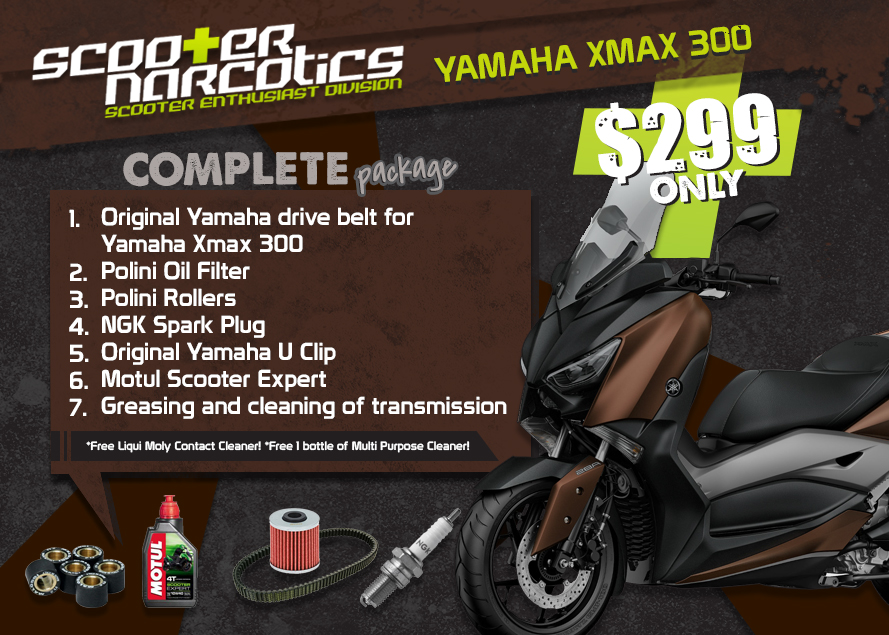 scooter
narcotics
SCOOTER ENTHUSIAST DIVISION
YAMAHA XMAX 300
$299
ONLY
COMPLETE package
1. Original Yamaha drive belt for
Yamaha Xmax 300
2. Polini Oil Filter
3. Polini Rollers
4. NGK Spark Plug
5. Original Yamaha U Clip
6. Motul Scooter Expert
7. Greasing and cleaning of transmission
*Free Liqui Moly Contact Cleaner! *Free 1 bottle of Multi Purpose Cleaner!
MOTUL
4T
SCOOTER
EXPERT
NGK